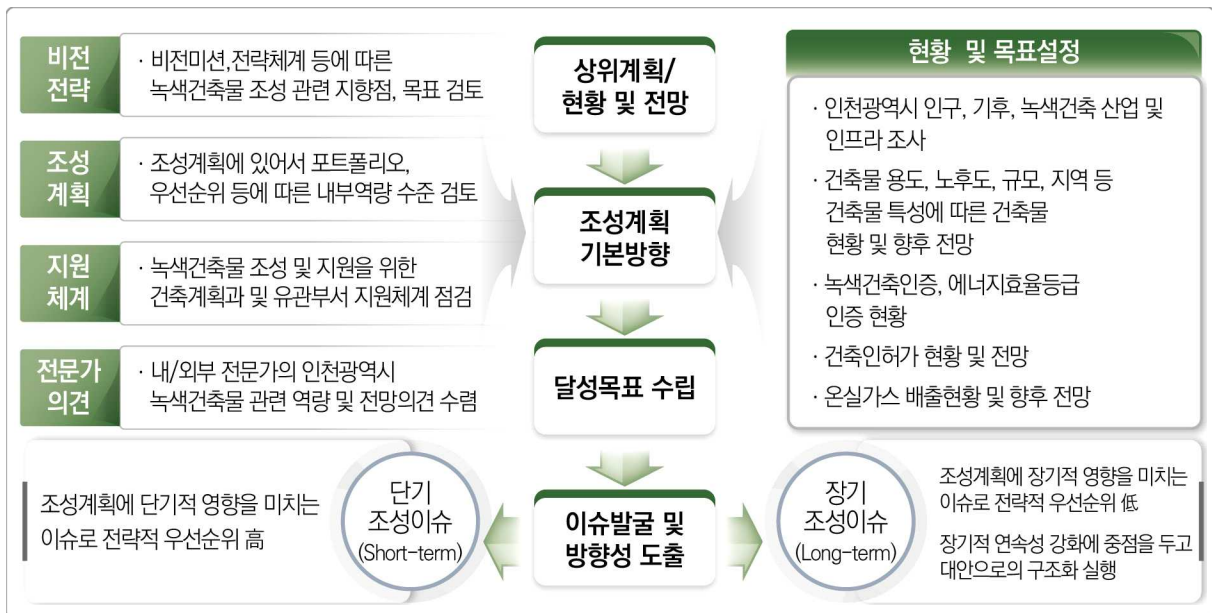 비전
전략
· 비전미션,전략체계 등에 따른
녹색건축물 조성 관련 지향점, 목표 검토
조성
계획
· 조성계획에 있어서 포트폴리오,
우선순위 등에 따른 내부역량 수준 검토
지원
체계
· 녹색건축물 조성 및 지원을 위한
건축계획과 및 유관부서 지원체계 점검
전문가
의견
· 내/외부 전문가의 인천광역시
녹색건축물 관련 역량 및 전망의견 수렴
상위계획/
현황 및 전망
조성계획
기본방향
달성목표 수립
이슈발굴 및
방향성 도출
현황 및 목표설정
· 인천광역시 인구, 기후, 녹색건축 산업 및
인프라 조사
· 건축물 용도, 노후도, 규모, 지역 등
건축물 특성에 따른 건축물
현황 및 향후 전망
· 녹색건축인증, 에너지효율등급
인증 현황
· 건축인허가 현황 및 전망
· 온실가스 배출현황 및 향후 전망
조성계획에 단기적 영향을 미치는
이슈로 전략적 우선순위 高
단기
조성이슈
(Short-term)
장기
조성이슈
(Long-term)
조성계획에 장기적 영향을 미치는
이슈로 전략적 우선순위 低
장기적 연속성 강화에 중점을 두고
대안으로의 구조화 실행